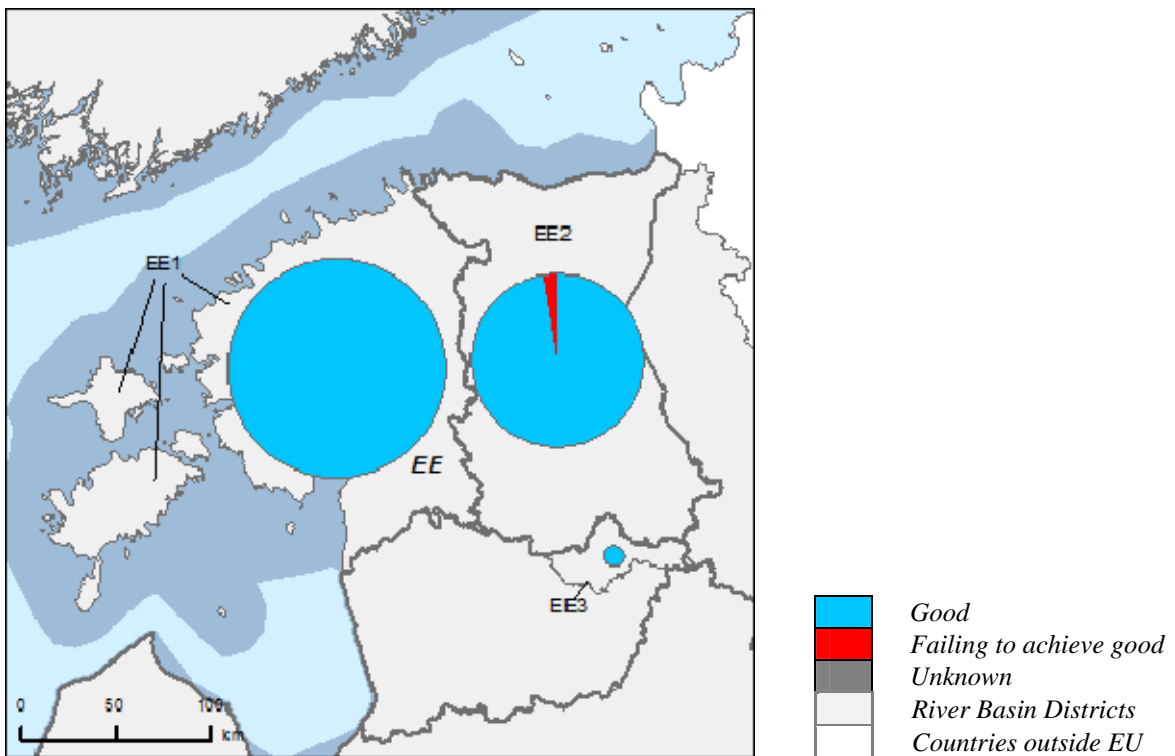 EE2
EE1
EE
EE3
0 50 100
km
Good
Failing to achieve good
Unknown
River Basin Districts
Countries outside EU